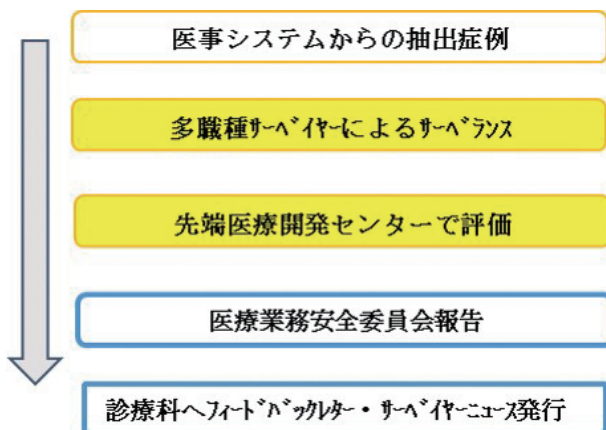 医事システムからの抽出症例
多職種ｻｰﾍﾞｲﾔｰによるｻｰﾍﾞﾗﾝｽ
先端医療開発センターで評価
医療業務安全委員会報告
診療科へﾌｨｰﾄﾞﾊﾞｯｸﾚﾀｰ・ｻｰﾍﾞｲﾔｰﾆｭｰｽ発行